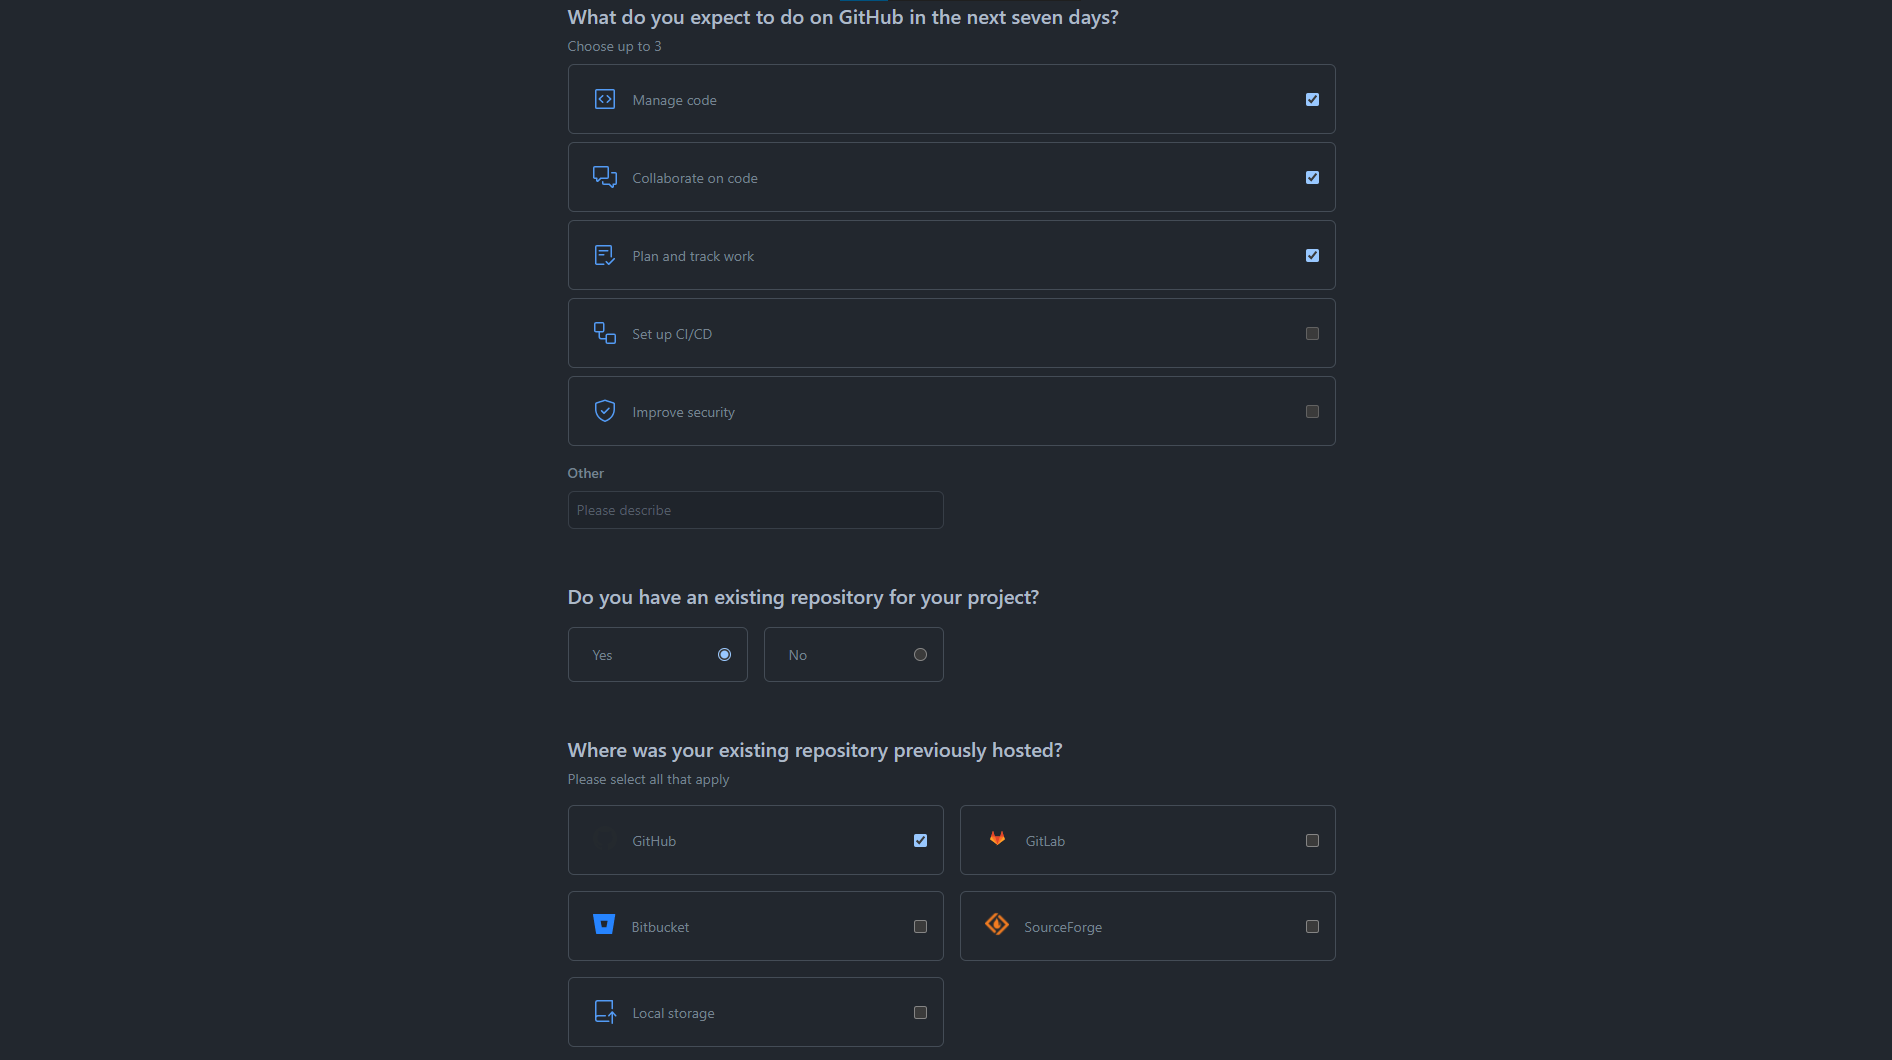 What do you expect to do on GitHub in the next seven days?
Choose up to 3
Manage code
Collaborate on code
Plan and track work
Set up CI/CD
Improve security
Other
Please describe
Do you have an existing repository for your project?
Yes
No
Where was your existing repository previously hosted?
Please select all that apply
GitHub
GitLab
Bitbucket
SourceForge
Local storage